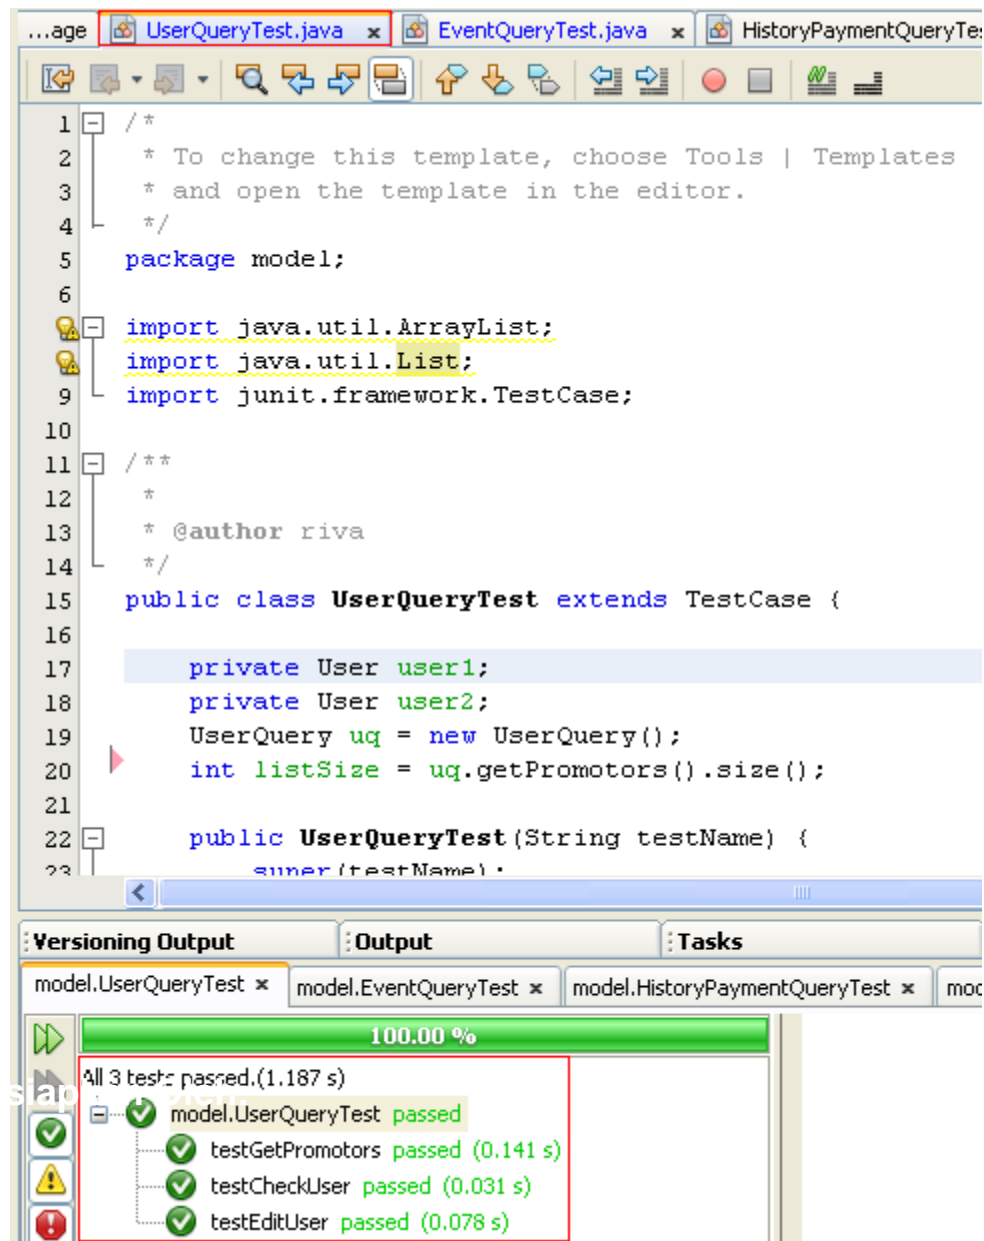 ...age UserQueryTest.java x EventQueryTest.java x HistoryPaymentQueryTes
1 /*
2 * To change this template, choose Tools | Templates
3 * and open the template in the editor.
4 */
5 package model;
6
import java.util.ArrayList;
import java.util.List;
9 import junit.framework.TestCase;
10
11 /**
12 *
13 * @author riva
14 */
15 public class UserQueryTest extends TestCase {
16
17 private User user1;
18 private User user2;
19 UserQuery uq = new UserQuery();
20 int listSize = uq.getPromotors().size();
21
22 public UserQueryTest(String testName) {
23 super(testName);
Versioning Output Output Tasks
model.UserQueryTest x model.EventQueryTest x model.HistoryPaymentQueryTest x mod
100.00 %
All 3 tests passed.(1.187 s)
model.UserQueryTest passed
testGetPromotors passed (0.141 s)
testCheckUser passed (0.031 s)
testEditUser passed (0.078 s)